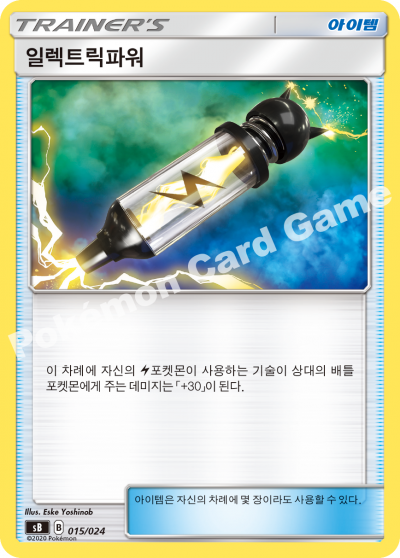 TRAINER'S 아이템
일렉트릭파워
Pokémon Card Game
이 차례에 자신의 포켓몬이 사용하는 기술이 상대의 배틀
포켓몬에게 주는 데미지는 「+30」이 된다.
Illus. Eske Yoshinob
아이템은 자신의 차례에 몇 장이라도 사용할 수 있다.
sB B 015/024
©2020 Pokémon